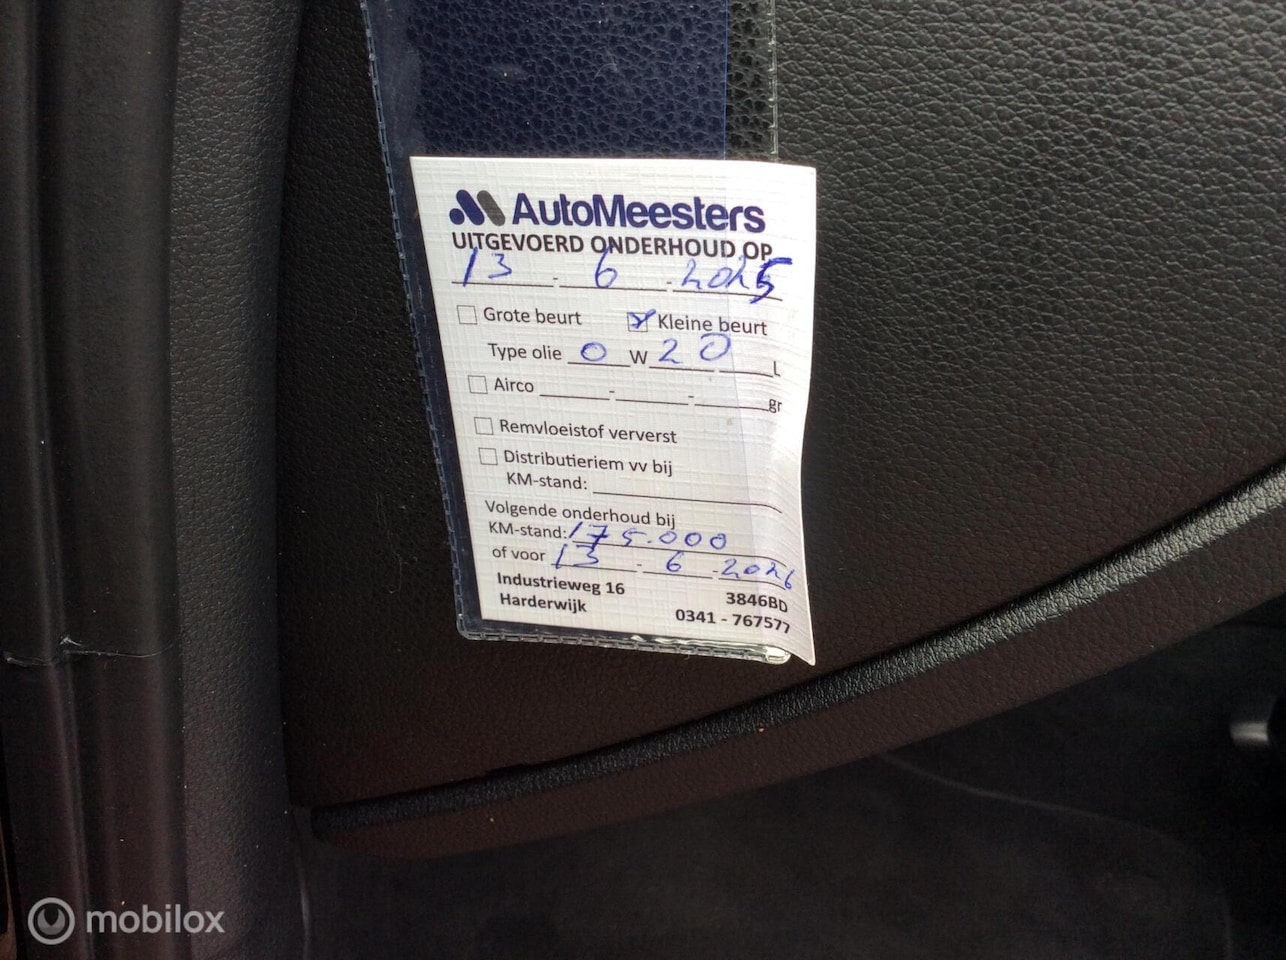 AutoMeesters
UITGEVOERD ONDERHOUD OP
13 - 6 - 2025
Grote beurt Kleine beurt
Type olie 0 W 20 L
Airco - - gr
Remvloeistof ververst
Distributieriem vv bij
KM-stand:
Volgende onderhoud bij
KM-stand: 175.000
of voor 13 - 6 - 2026
Industrieweg 16 3846BD
Harderwijk 0341 - 767577
mobilox